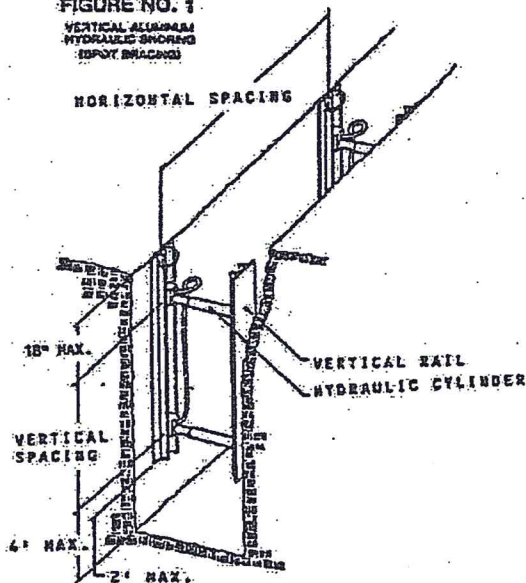 FIGURE NO. 1
VERTICAL ALUMINUM
HYDRAULIC SHORING
(SPOT BRACING)
HORIZONTAL SPACING
18" MAX.
VERTICAL RAIL
HYDRAULIC CYLINDER
VERTICAL
SPACING
4' MAX.
2' MAX.